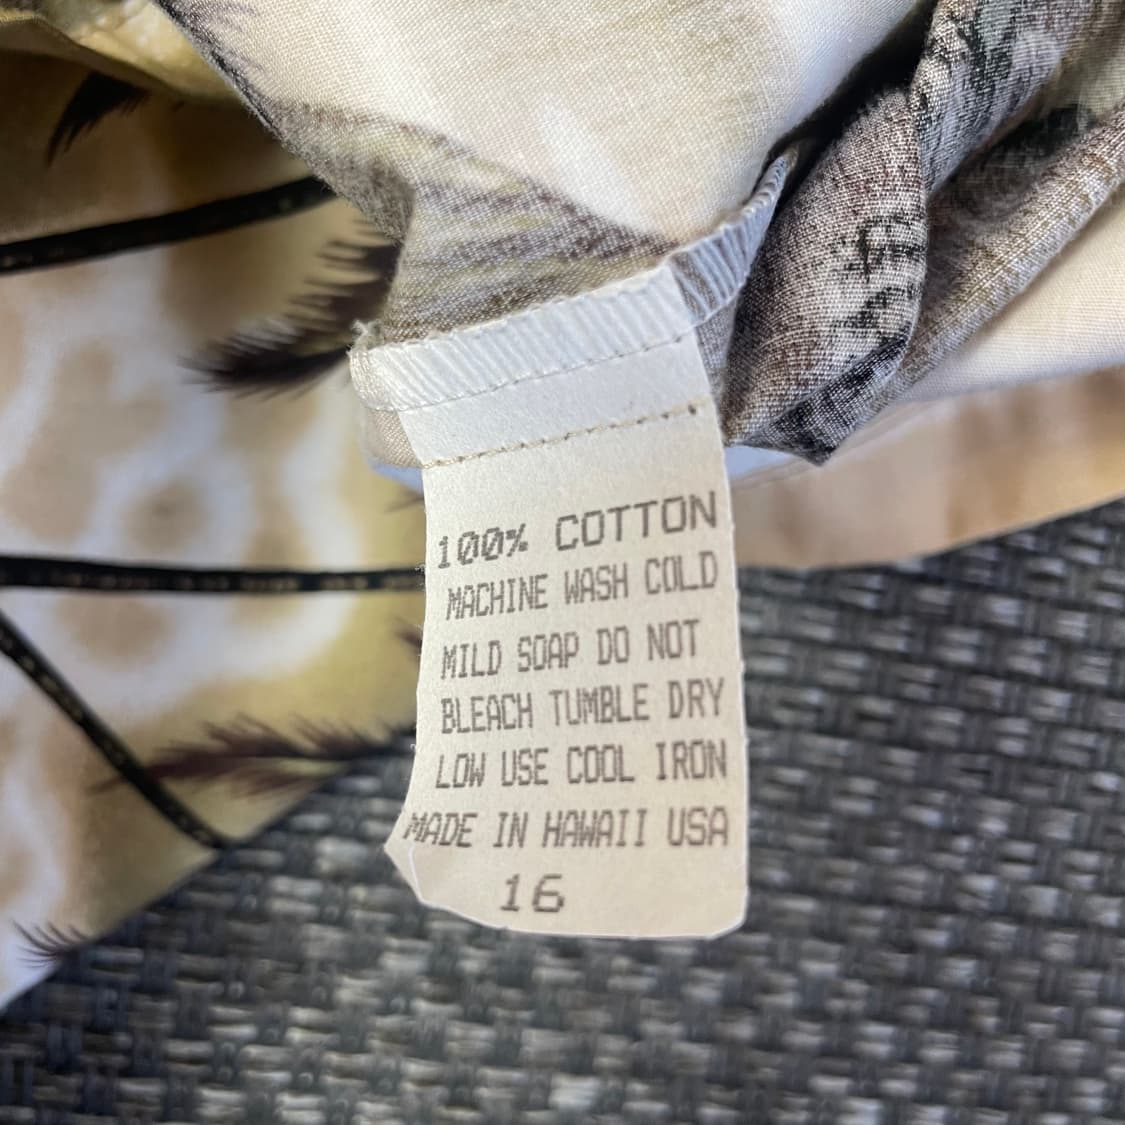 100% COTTON
MACHINE WASH COLD
MILD SOAP DO NOT
BLEACH TUMBLE DRY
LOW USE COOL IRON
MADE IN HAWAII USA
16